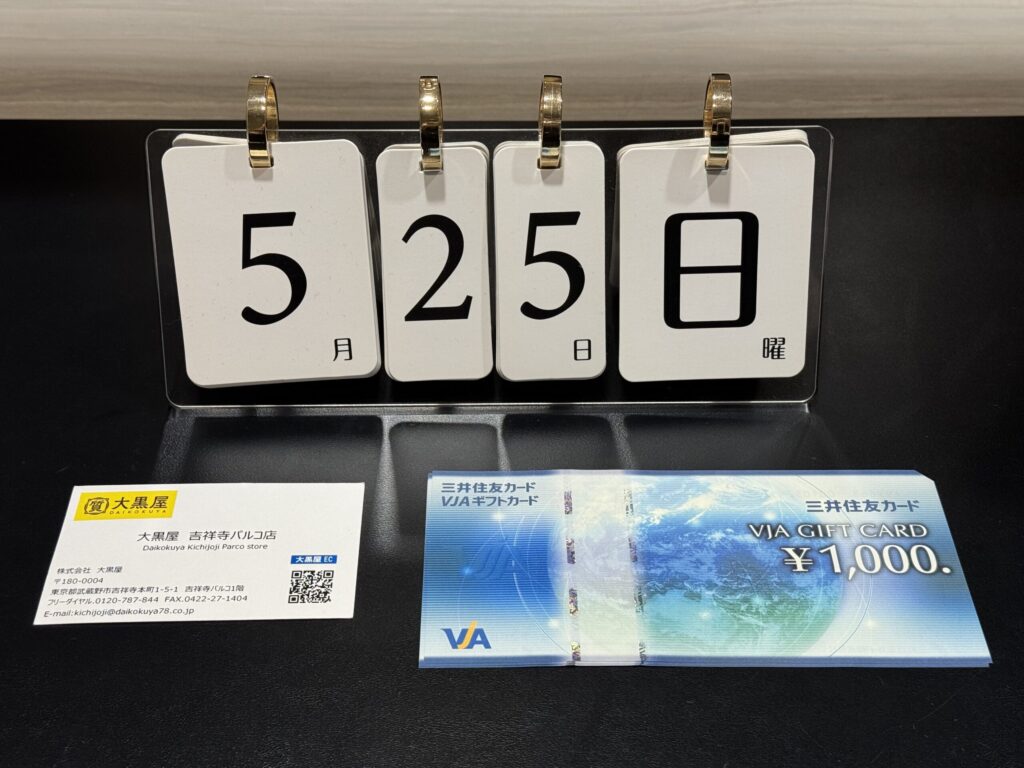 5
月
2
5
日
日
曜
質 大黒屋
DAIKOKUYA
大黒屋 吉祥寺パルコ店
Daikokuya Kichijoji Parco store
株式会社 大黒屋
〒180-0004
東京都武蔵野市吉祥寺本町1-5-1 吉祥寺パルコ1階
フリーダイヤル.0120-787-844 FAX.0422-27-1404
E-mail:kichijoji@daikokuya78.co.jp
大黒屋 EC
三井住友カード
VJAギフトカード
三井住友カード
VJA GIFT CARD
¥1,000.
VJA